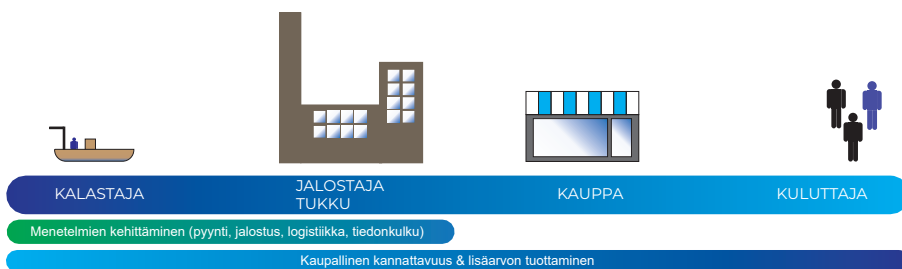 KALASTAJA
JALOSTAJA
TUKKU
KAUPPA
KULUTTAJA
Menetelmien kehittäminen (pyynti, jalostus, logistiikka, tiedonkulku)
Kaupallinen kannattavuus & lisäarvon tuottaminen